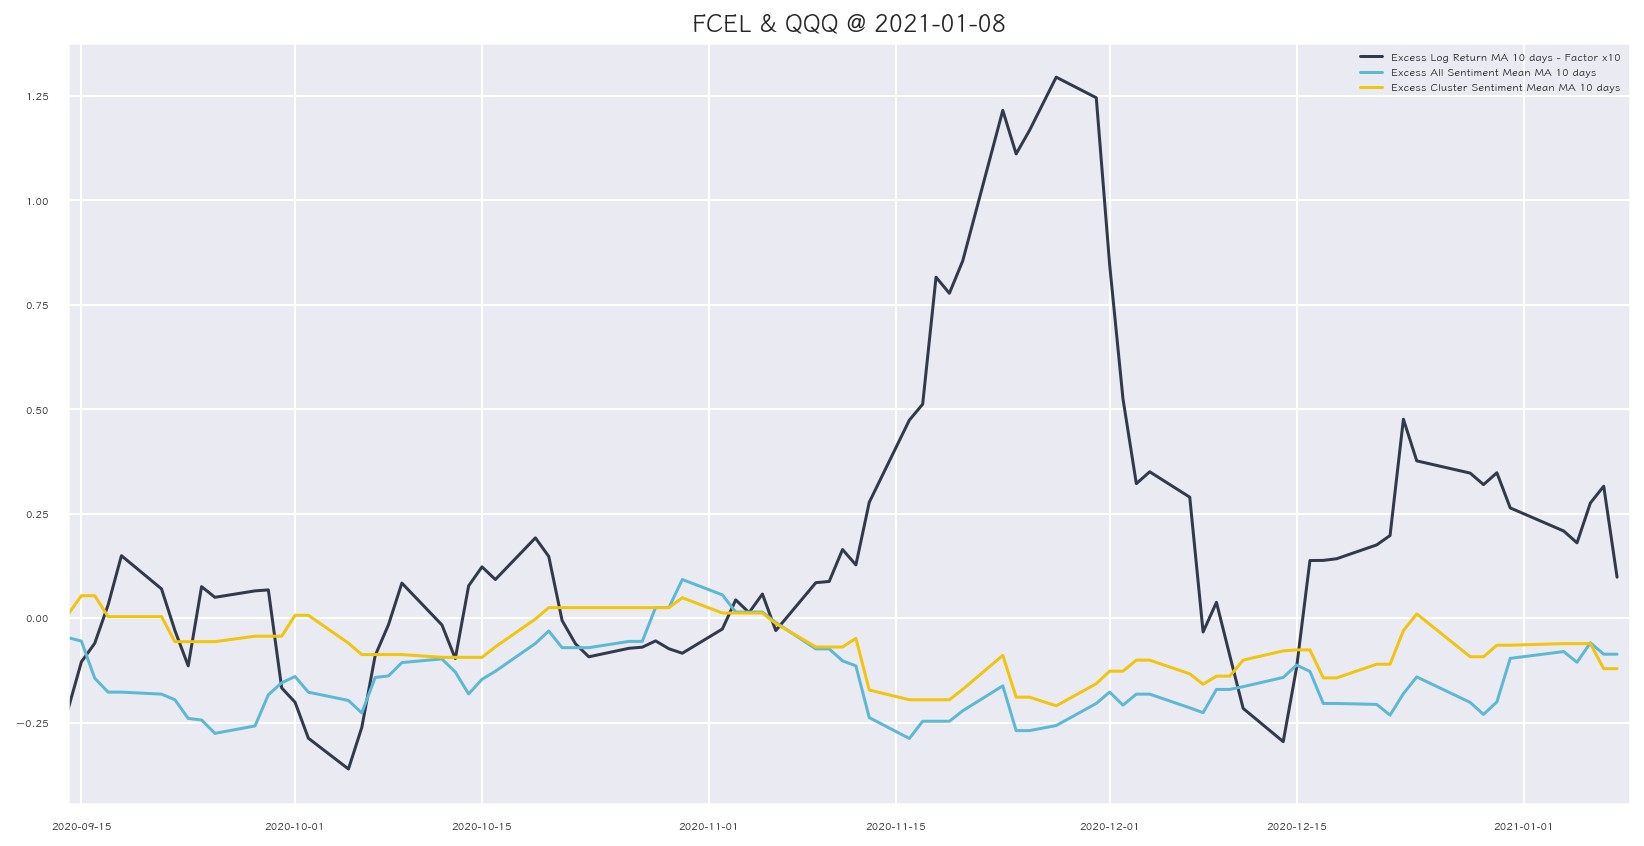 FCEL & QQQ @ 2021-01-08
Excess Log Return MA 10 days - Factor x10
Excess All Sentiment Mean MA 10 days
Excess Cluster Sentiment Mean MA 10 days
1.25
1.00
0.75
0.50
0.25
0.00
−0.25
2020-09-15 2020-10-01 2020-10-15 2020-11-01 2020-11-15 2020-12-01 2020-12-15 2021-01-01